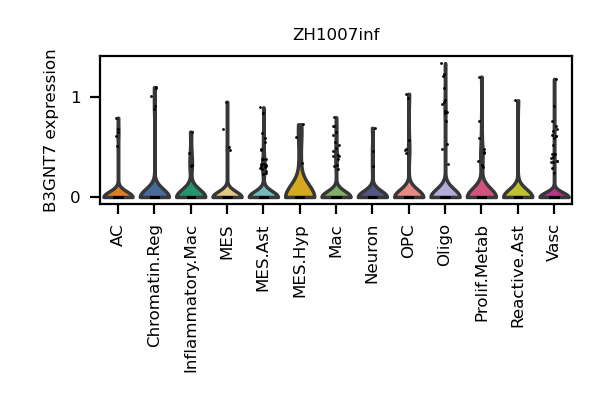 ZH1007inf
B3GNT7 expression
1
0
AC
Chromatin.Reg
Inflammatory.Mac
MES
MES.Ast
MES.Hyp
Mac
Neuron
OPC
Oligo
Prolif.Metab
Reactive.Ast
Vasc